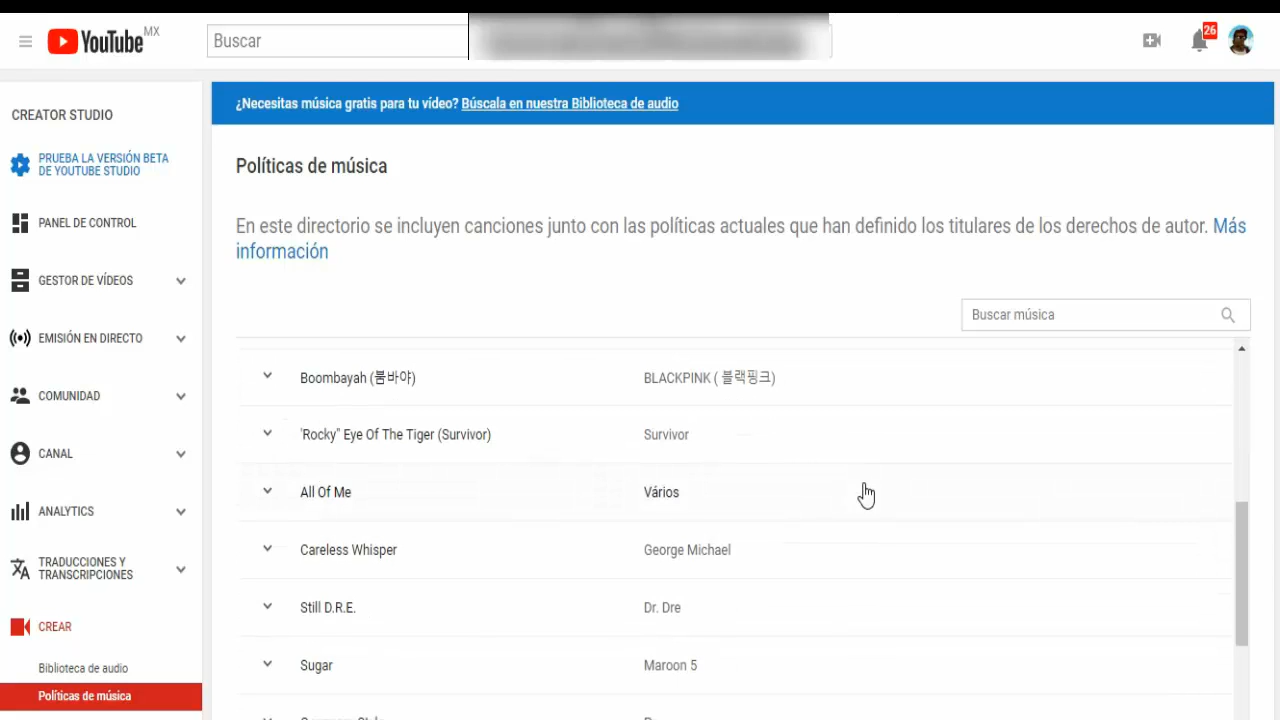 YouTube MX
Buscar
26
CREATOR STUDIO
PRUEBA LA VERSIÓN BETA
DE YOUTUBE STUDIO
PANEL DE CONTROL
GESTOR DE VÍDEOS
EMISIÓN EN DIRECTO
COMUNIDAD
CANAL
ANALYTICS
TRADUCCIONES Y
TRANSCRIPCIONES
CREAR
Biblioteca de audio
Políticas de música
¿Necesitas música gratis para tu vídeo? Búscala en nuestra Biblioteca de audio
Políticas de música
En este directorio se incluyen canciones junto con las políticas actuales que han definido los titulares de los derechos de autor. Más
información
Buscar música
Boombayah (붐바야) BLACKPINK ( 블랙핑크)
'Rocky" Eye Of The Tiger (Survivor) Survivor
All Of Me Vários
Careless Whisper George Michael
Still D.R.E. Dr. Dre
Sugar Maroon 5